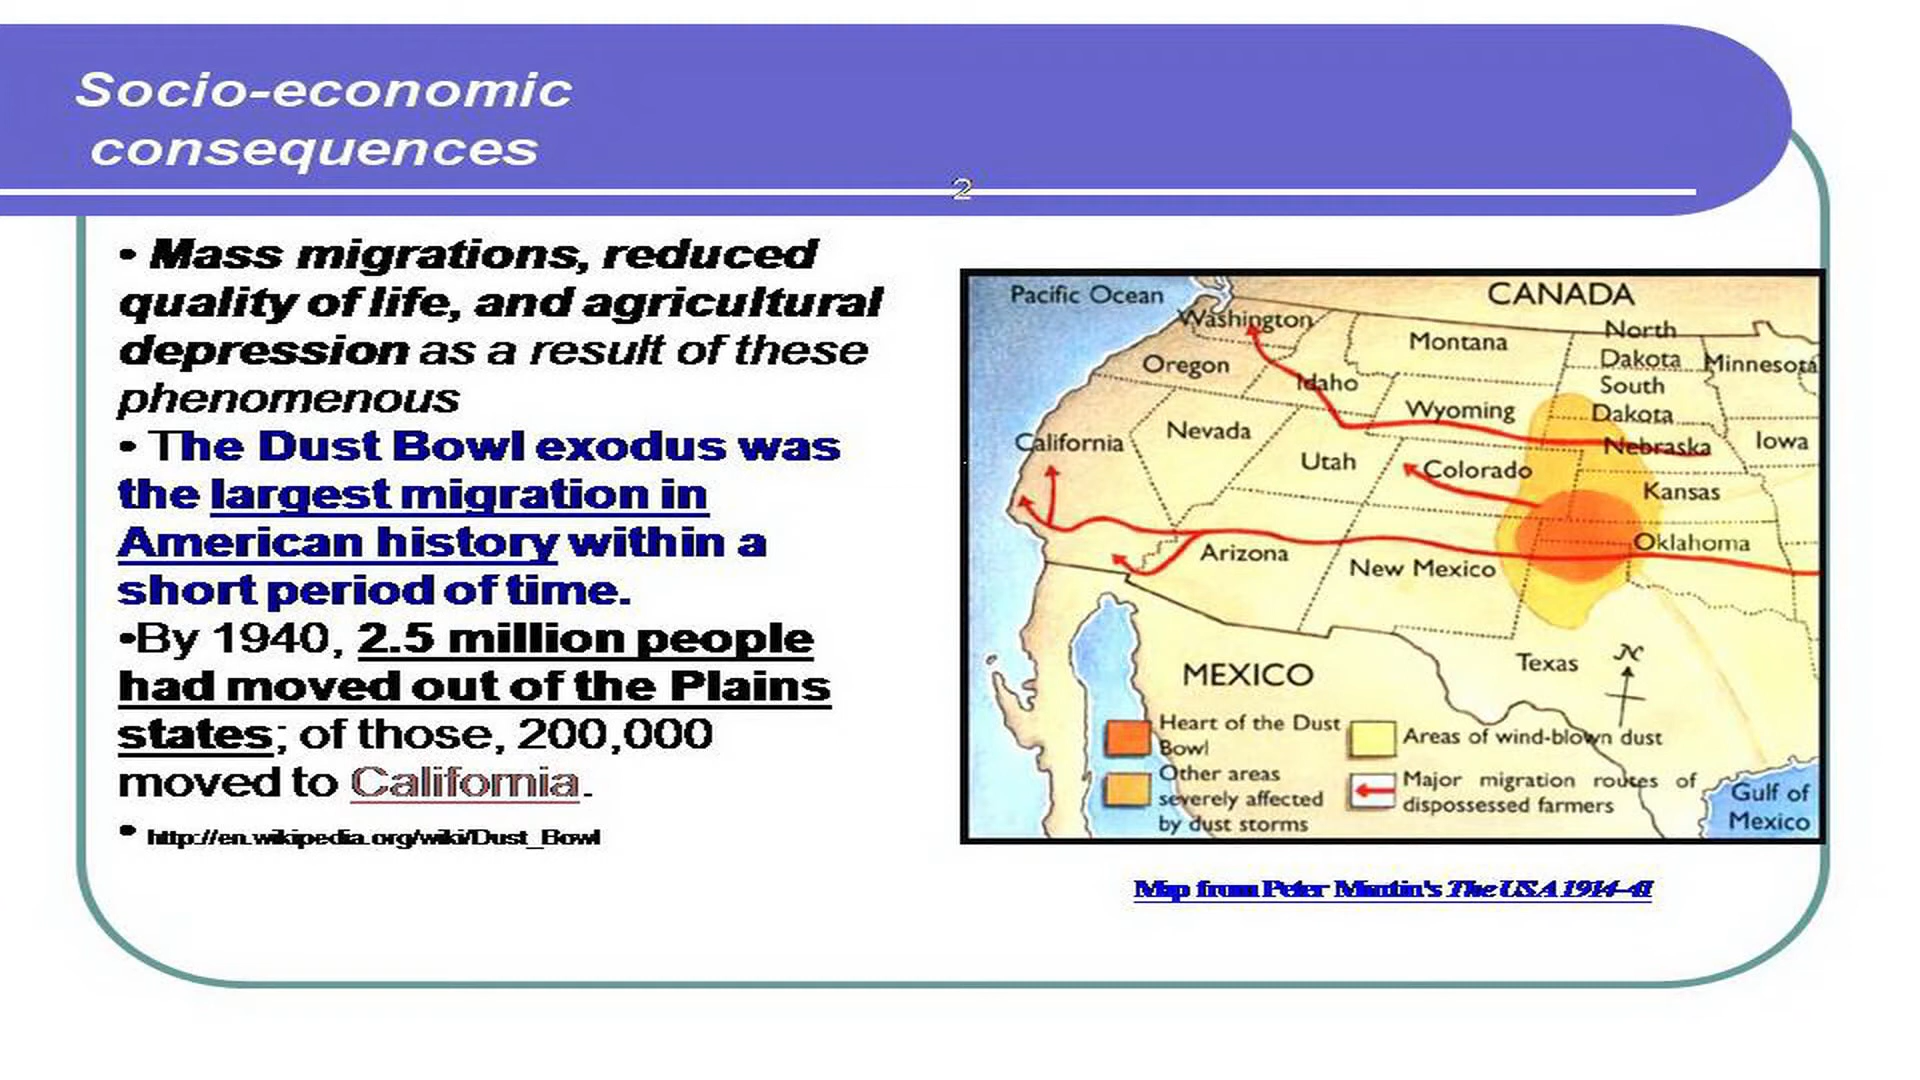 Socio-economic
consequences
2
• Mass migrations, reduced
quality of life, and agricultural
depression as a result of these
phenomenous
• The Dust Bowl exodus was
the largest migration in
American history within a
short period of time.
•By 1940, 2.5 million people
had moved out of the Plains
states; of those, 200,000
moved to California.
• http://en.wikipedia.org/wiki/Dust_Bowl
Pacific Ocean
CANADA
Washington
Montana
North
Dakota
Minnesota
Oregon
Idaho
South
Dakota
Wyoming
Nevada
California
Nebraska
Iowa
Utah
Colorado
Kansas
Arizona
New Mexico
Oklahoma
Texas
N
MEXICO
Heart of the Dust
Bowl
Areas of wind-blown dust
Other areas
severely affected
by dust storms
Major migration routes of
dispossessed farmers
Gulf of
Mexico
Map from Peter The USA 1914-41